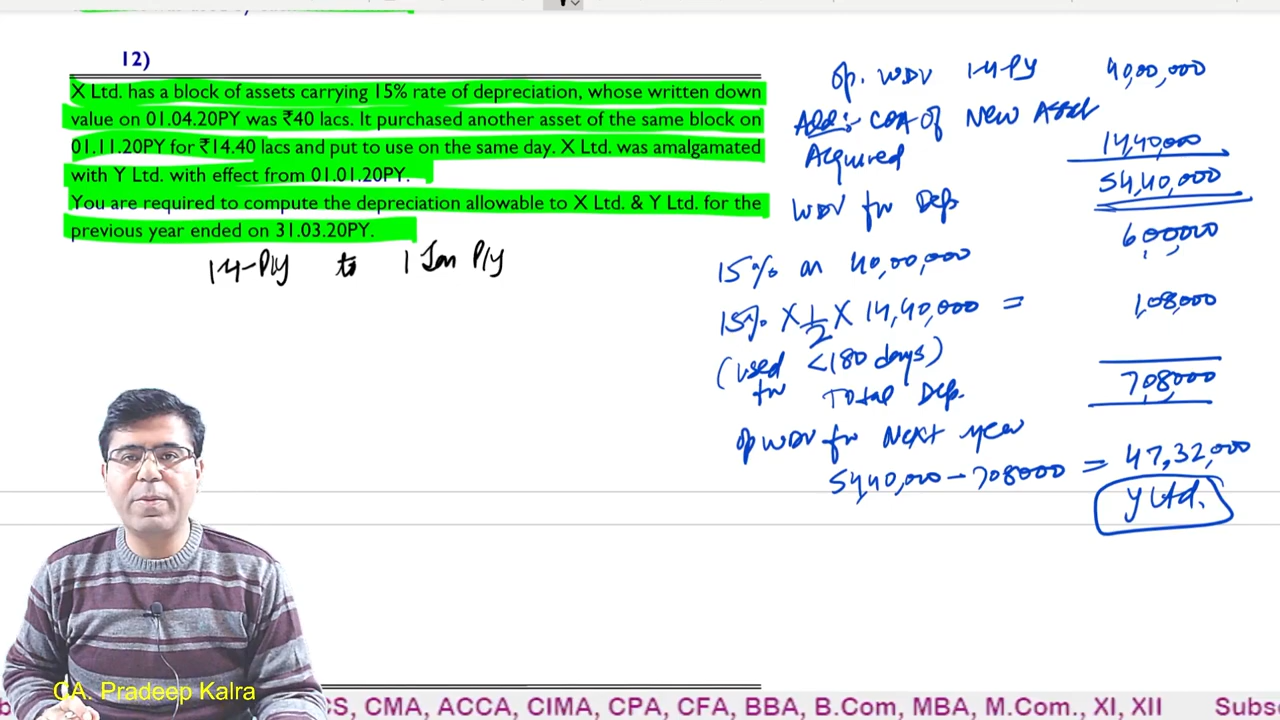 12)
X Ltd. has a block of assets carrying 15% rate of depreciation, whose written down
value on 01.04.20PY was ₹40 lacs. It purchased another asset of the same block on
01.11.20PY for ₹14.40 lacs and put to use on the same day. X Ltd. was amalgamated
with Y Ltd. with effect from 01.01.20PY.
You are required to compute the depreciation allowable to X Ltd. & Y Ltd. for the
previous year ended on 31.03.20PY.
1-4-P/Y to 1 Jan P/Y
Op. WDV 1-4-PY 40,00,000
Add:- Cost of New Asset
Acquired 14,40,000
54,40,000
WDV for Dep.
15% on 40,00,000 6,00,000
15% X 1/2 X 14,40,000 = 1,08,000
(used for <180 days)
Total Dep. 7,08,000
Op WDV for Next year
54,40,000 - 708000 = 47,32,000
Y Ltd.
CA. Pradeep Kalra
CS, CMA, ACCA, CIMA, CPA, CFA, BBA, B.Com, MBA, M.Com., XI, XII Subs